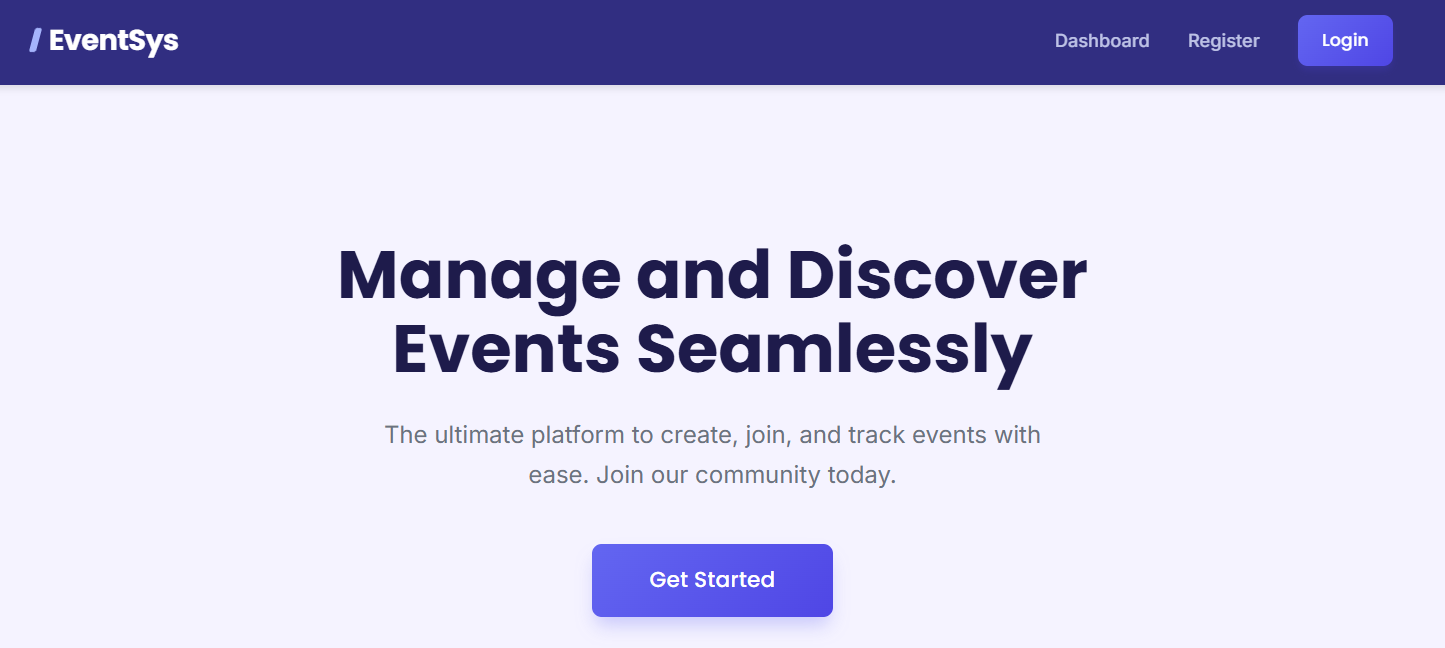 EventSys
Dashboard
Register
Login
Manage and Discover
Events Seamlessly
The ultimate platform to create, join, and track events with
ease. Join our community today.
Get Started